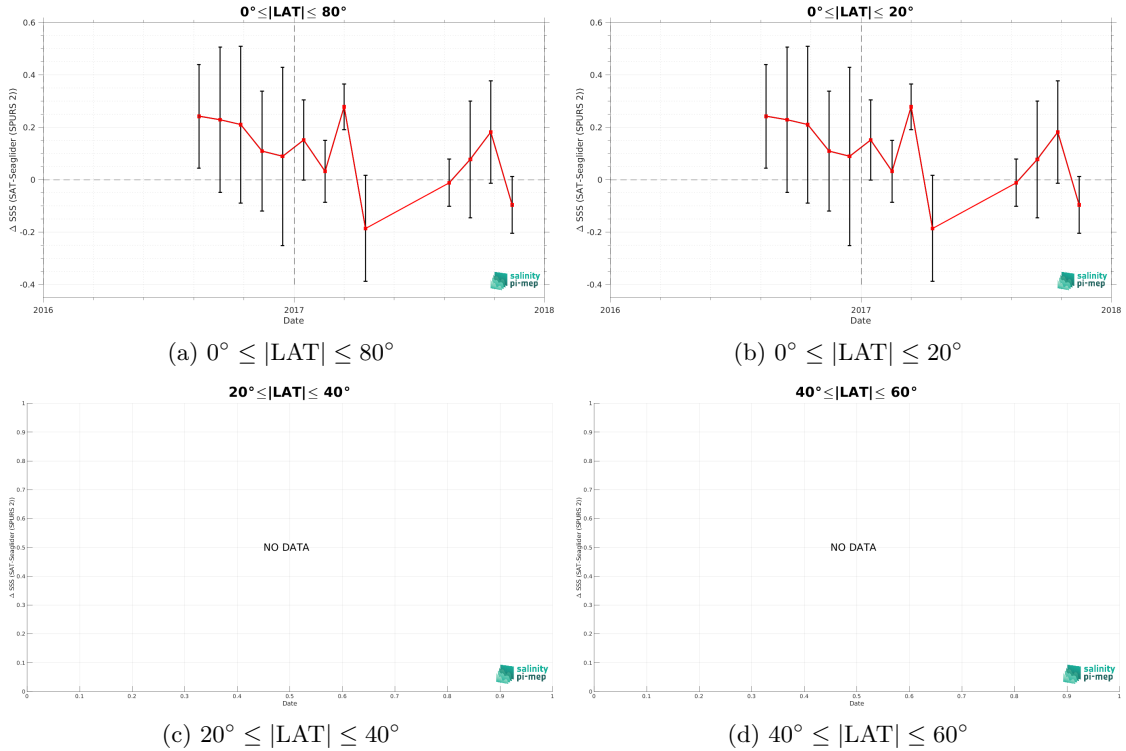 0°≤|LAT|≤ 80°
Δ SSS (SAT-Seaglider (SPURS 2))
0.6
0.4
0.2
0
-0.2
-0.4
2016
2017
2018
Date
salinity
pi-mep
(a) 0° ≤ |LAT| ≤ 80°
0°≤|LAT|≤ 20°
Δ SSS (SAT-Seaglider (SPURS 2))
0.6
0.4
0.2
0
-0.2
-0.4
2016
2017
2018
Date
salinity
pi-mep
(b) 0° ≤ |LAT| ≤ 20°
20°≤|LAT|≤ 40°
Δ SSS (SAT-Seaglider (SPURS 2))
1
0.9
0.8
0.7
0.6
0.5
0.4
0.3
0.2
0.1
0
NO DATA
0 0.1 0.2 0.3 0.4 0.5 0.6 0.7 0.8 0.9 1
Date
salinity
pi-mep
(c) 20° ≤ |LAT| ≤ 40°
40°≤|LAT|≤ 60°
Δ SSS (SAT-Seaglider (SPURS 2))
1
0.9
0.8
0.7
0.6
0.5
0.4
0.3
0.2
0.1
0
NO DATA
0 0.1 0.2 0.3 0.4 0.5 0.6 0.7 0.8 0.9 1
Date
salinity
pi-mep
(d) 40° ≤ |LAT| ≤ 60°